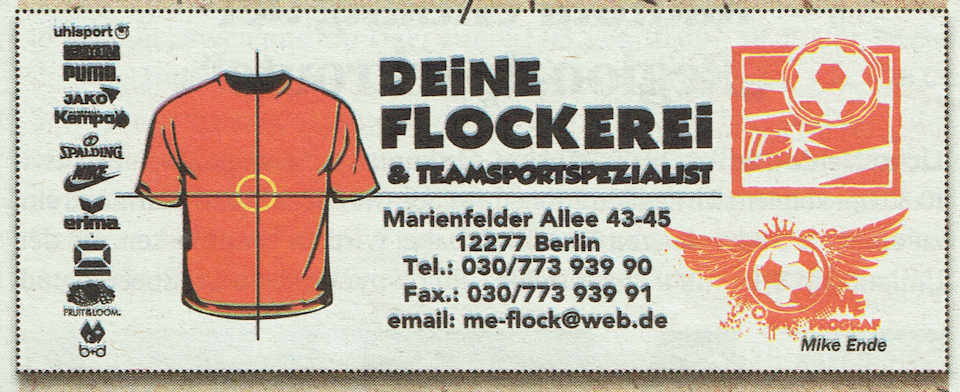 uhlsport
PUMA
JAKO
Kempa
SPALDING
NIKE
erima
FRUIT OF THE LOOM.
b+d
DEiNE
FLOCKEREi
& TEAMSPORTSPEZIALIST
Marienfelder Allee 43-45
12277 Berlin
Tel.: 030/773 939 90
Fax.: 030/773 939 91
email: me-flock@web.de
PROGRAF
Mike Ende